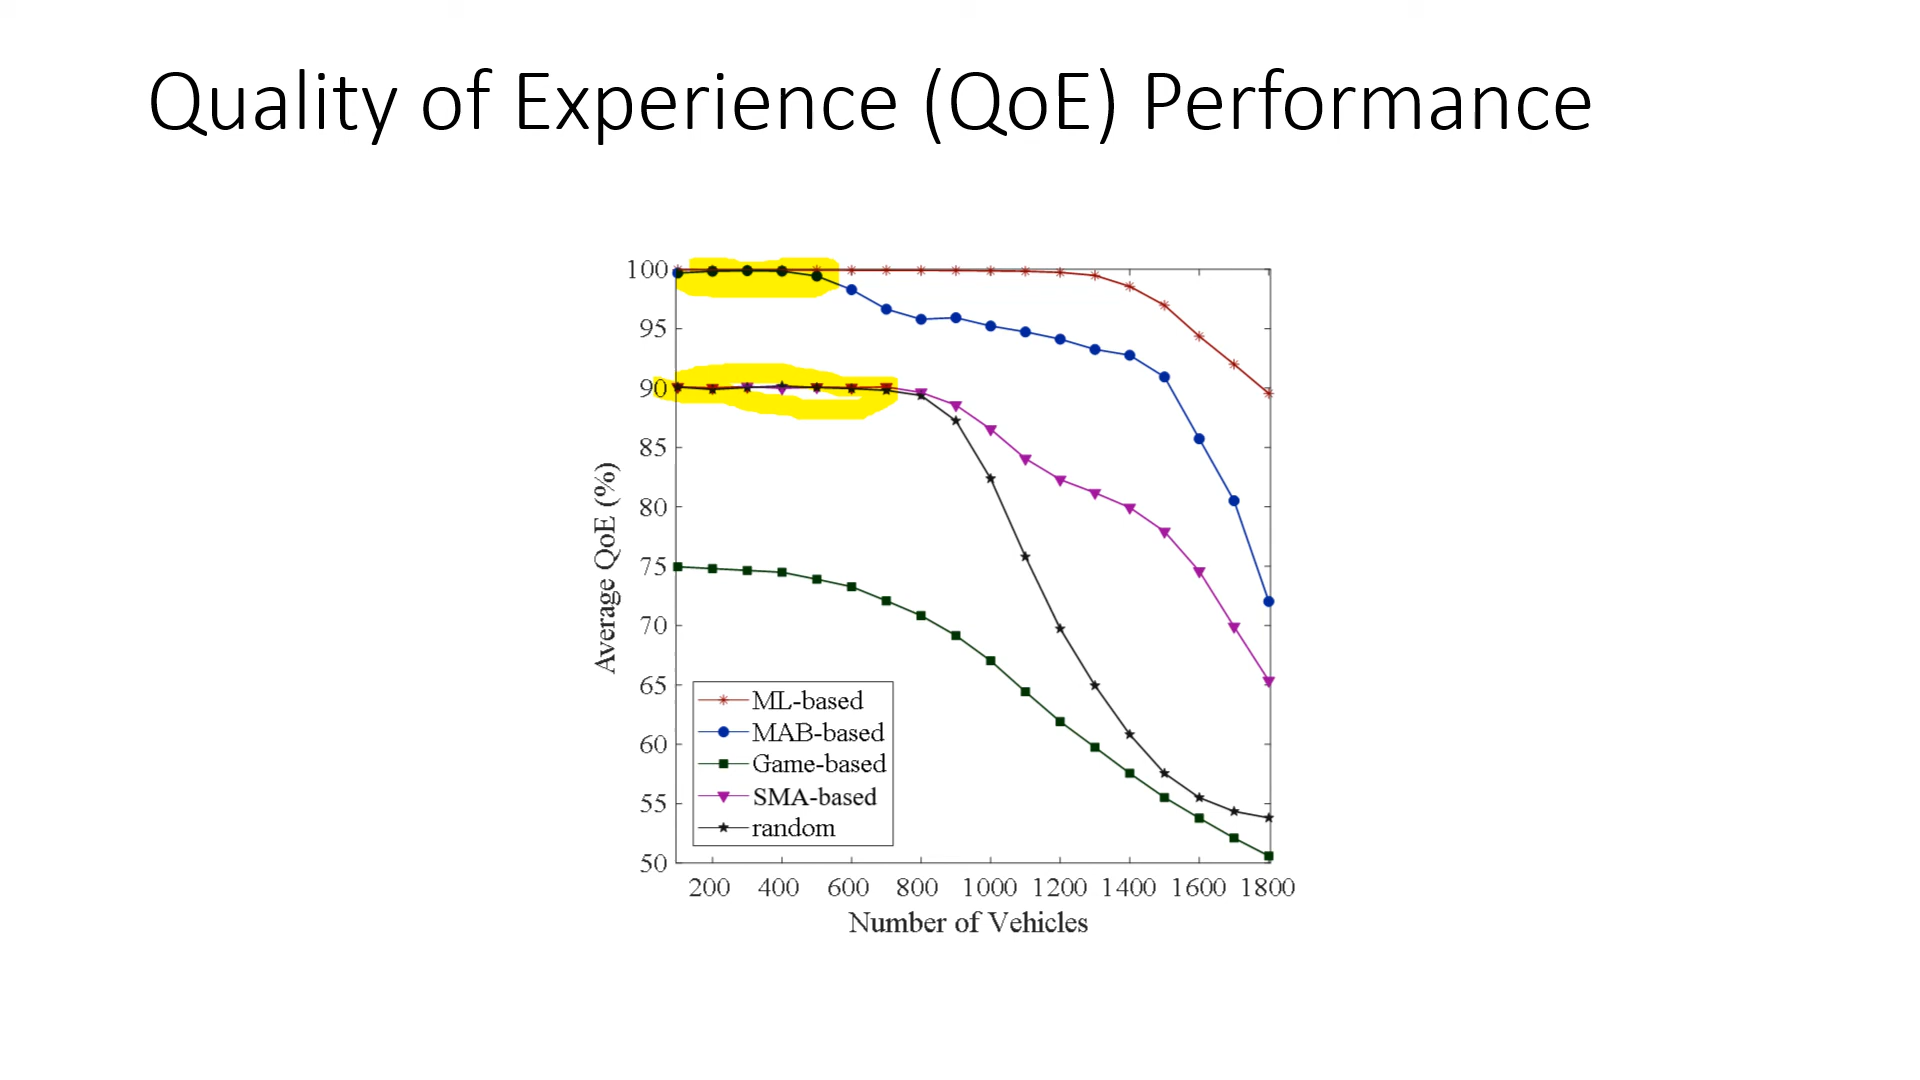 Quality of Experience (QoE) Performance
100
95
90
85
80
75
70
65
60
55
50
Average QoE (%)
ML-based
MAB-based
Game-based
SMA-based
random
200 400 600 800 1000 1200 1400 1600 1800
Number of Vehicles